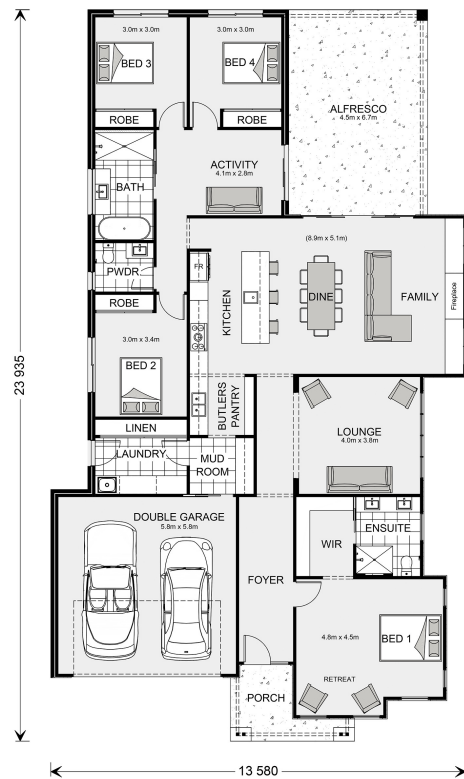 3.0m x 3.0m
BED 3
3.0m x 3.0m
BED 4
ROBE
ROBE
ALFRESCO
4.5m x 6.7m
ACTIVITY
4.1m x 2.8m
BATH
PWDR
ROBE
FR
KITCHEN
(8.9m x 5.1m)
DINE
FAMILY
Fireplace
3.0m x 3.4m
BED 2
BUTLERS
PANTRY
LINEN
LAUNDRY
MUD
ROOM
LOUNGE
4.0m x 3.8m
DOUBLE GARAGE
5.8m x 5.8m
WIR
ENSUITE
FOYER
4.8m x 4.5m
BED 1
RETREAT
PORCH
23 935
13 580